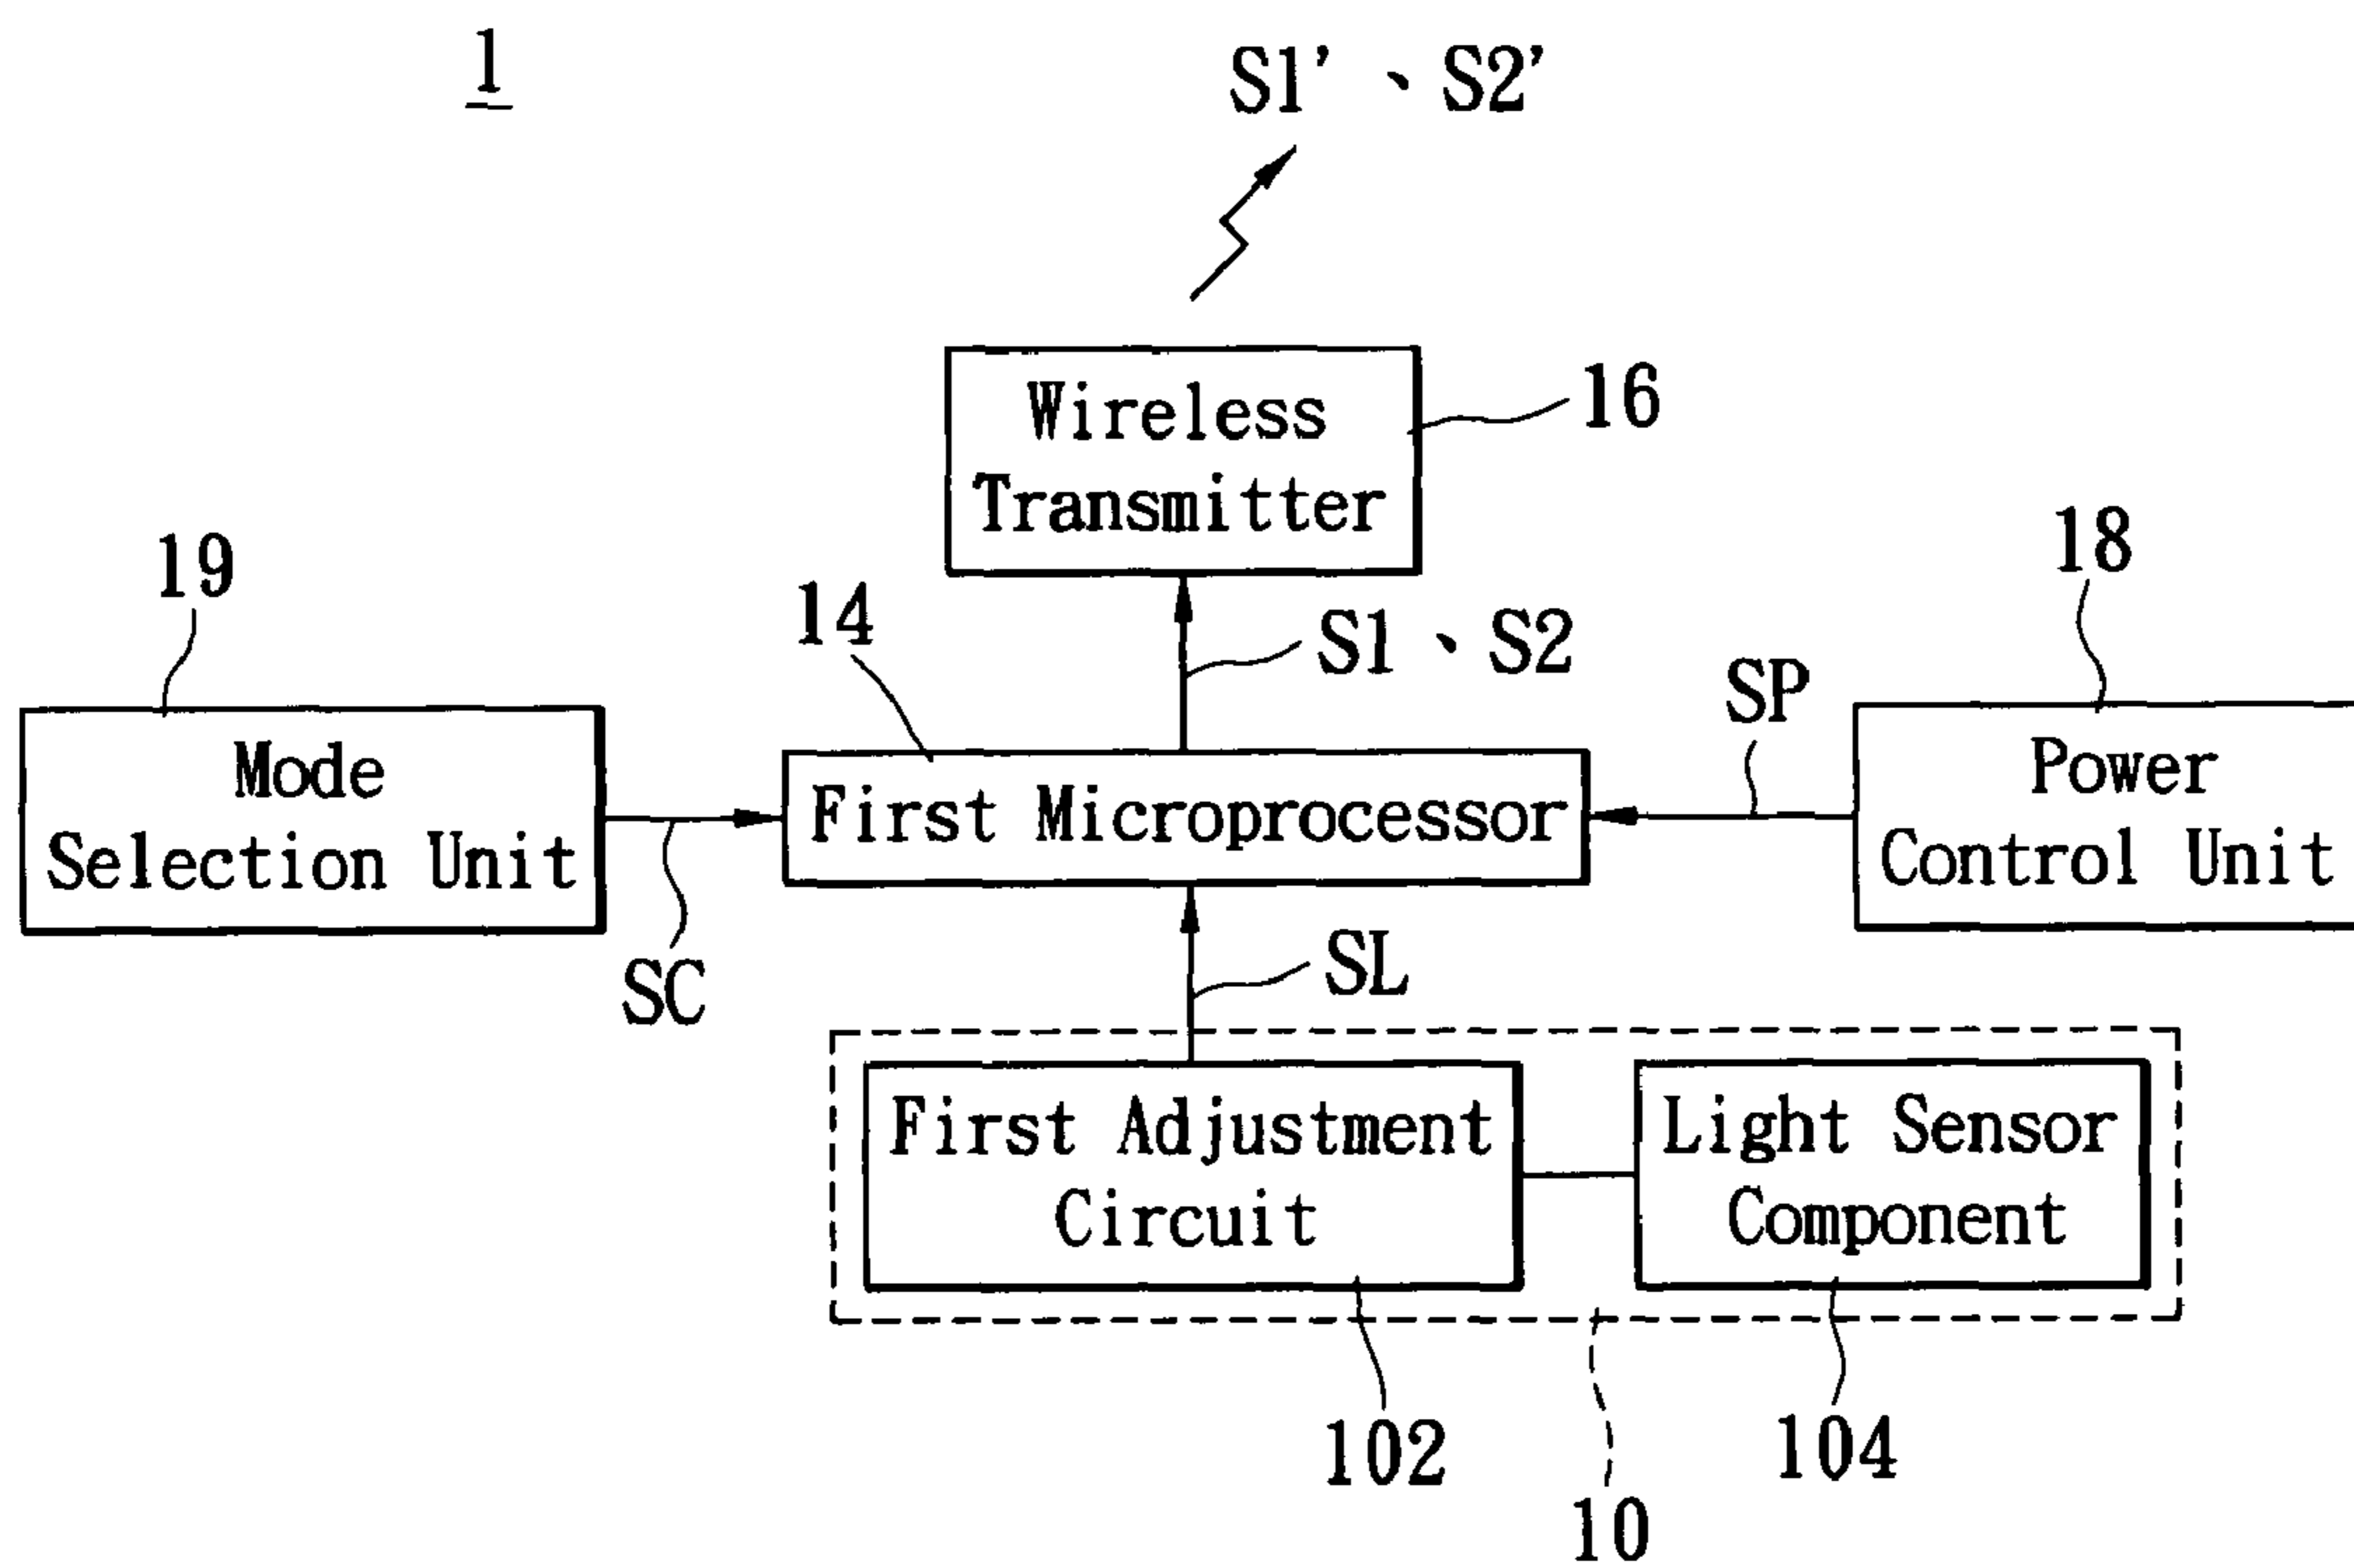 1
S1' 、 S2'
Wireless
Transmitter
16
19
14
S1 、 S2
18
SP
Mode
Selection Unit
First Microprocessor
Power
Control Unit
SC
SL
First Adjustment
Circuit
Light Sensor
Component
102
104
10